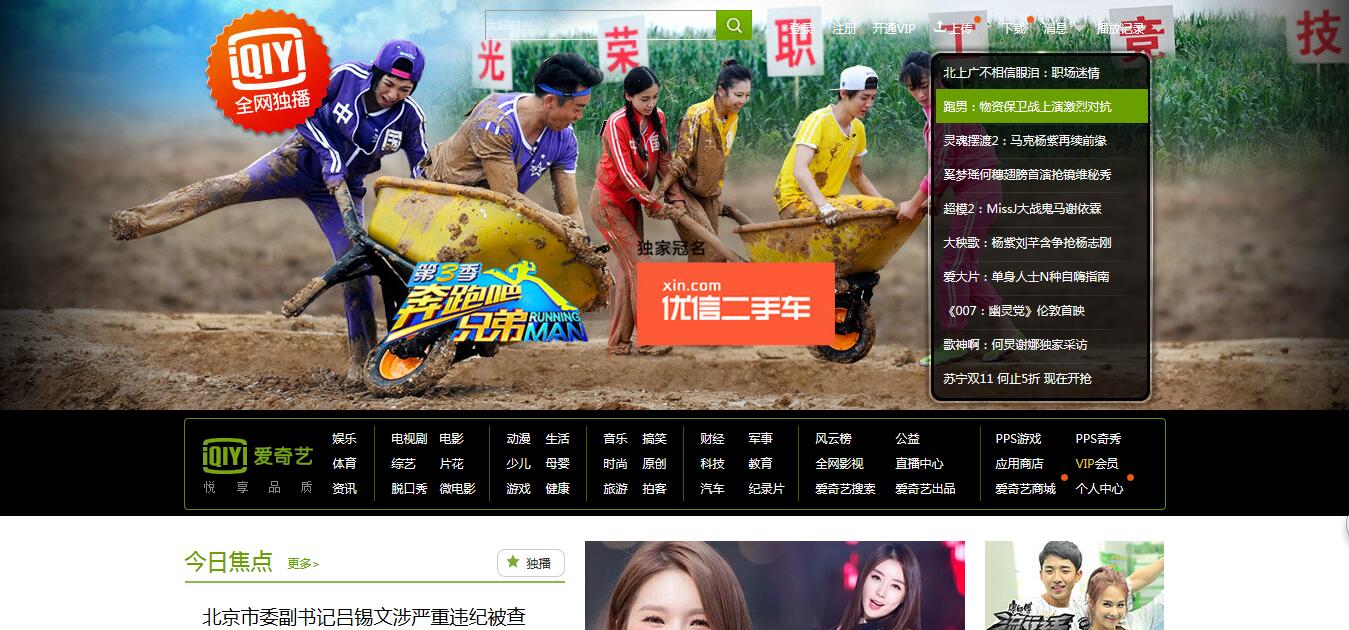 iQIYI
全网独播
大好时光
登录 注册 开通VIP 上传 下载 消息 播放记录
光 荣 职 工 竞 技
北上广不相信眼泪：职场迷情
跑男：物资保卫战上演激烈对抗
灵魂摆渡2：马克杨紫再续前缘
奚梦瑶何穗翅膀首演抢镜维秘秀
超模2：MissJ大战鬼马谢依霖
大秧歌：杨紫刘芊含争抢杨志刚
爱大片：单身人士N种自嗨指南
《007：幽灵党》伦敦首映
歌神啊：何炅谢娜独家采访
苏宁双11 何止5折 现在开抢
中国
第3季
奔跑吧
兄弟 RUNNING MAN
独家冠名
xin.com
优信二手车
iQIYI 爱奇艺
悦 享 品 质
娱乐 电视剧 电影 动漫 生活 音乐 搞笑 财经 军事 风云榜 公益 PPS游戏 PPS奇秀
体育 综艺 片花 少儿 母婴 时尚 原创 科技 教育 全网影视 直播中心 应用商店 VIP会员
资讯 脱口秀 微电影 游戏 健康 旅游 拍客 汽车 纪录片 爱奇艺搜索 爱奇艺出品 爱奇艺商城 个人中心
今日焦点 更多> 独播
北京市委副书记吕锡文涉严重违纪被查